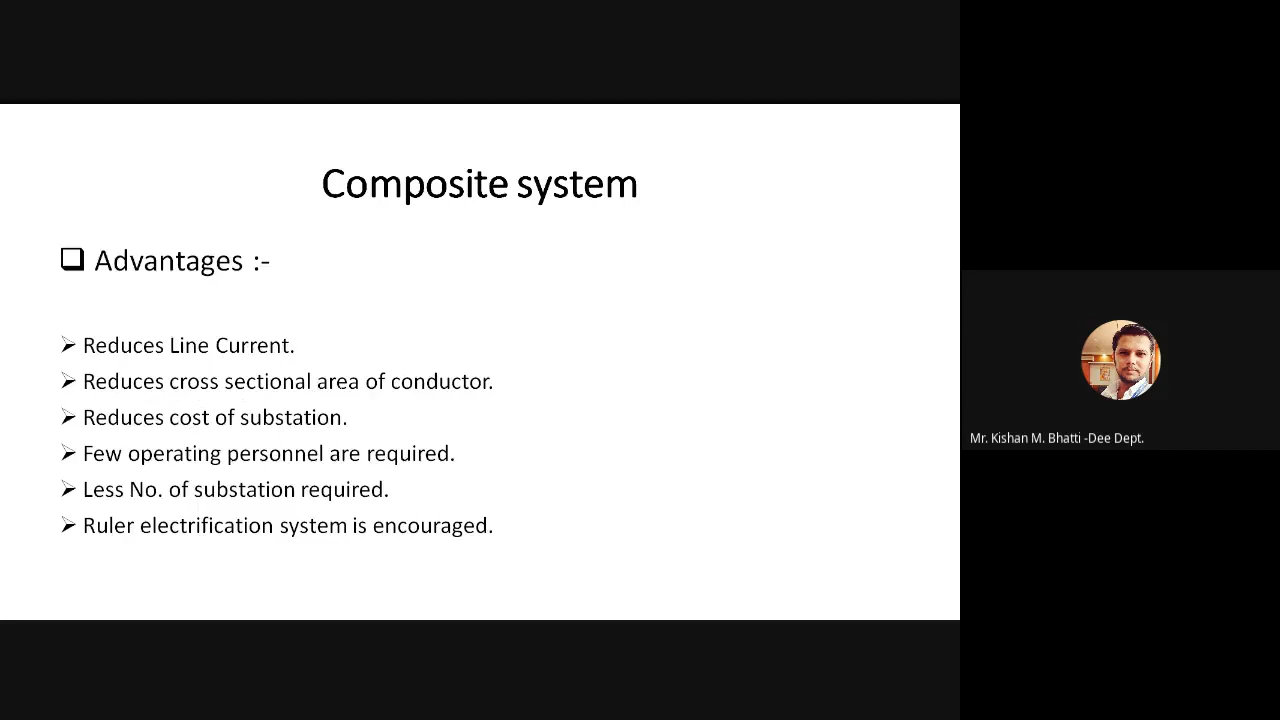 Composite system
Advantages :-
Reduces Line Current.
Reduces cross sectional area of conductor.
Reduces cost of substation.
Few operating personnel are required.
Less No. of substation required.
Ruler electrification system is encouraged.
Mr. Kishan M. Bhatti -Dee Dept.